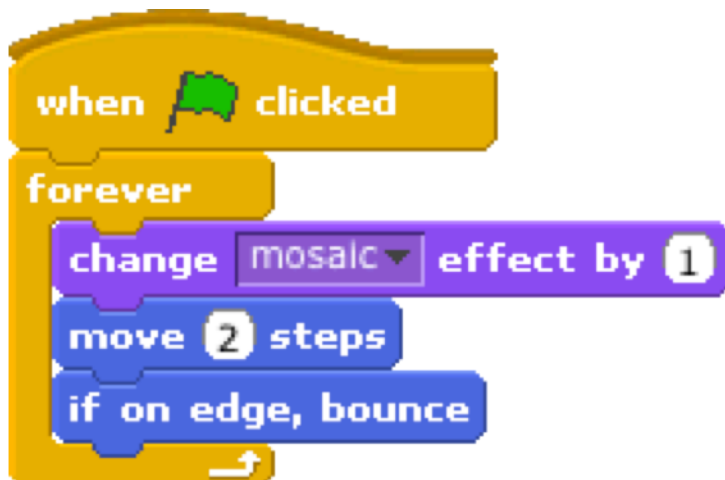 when clicked
forever
change mosaic effect by 1
move 2 steps
if on edge, bounce